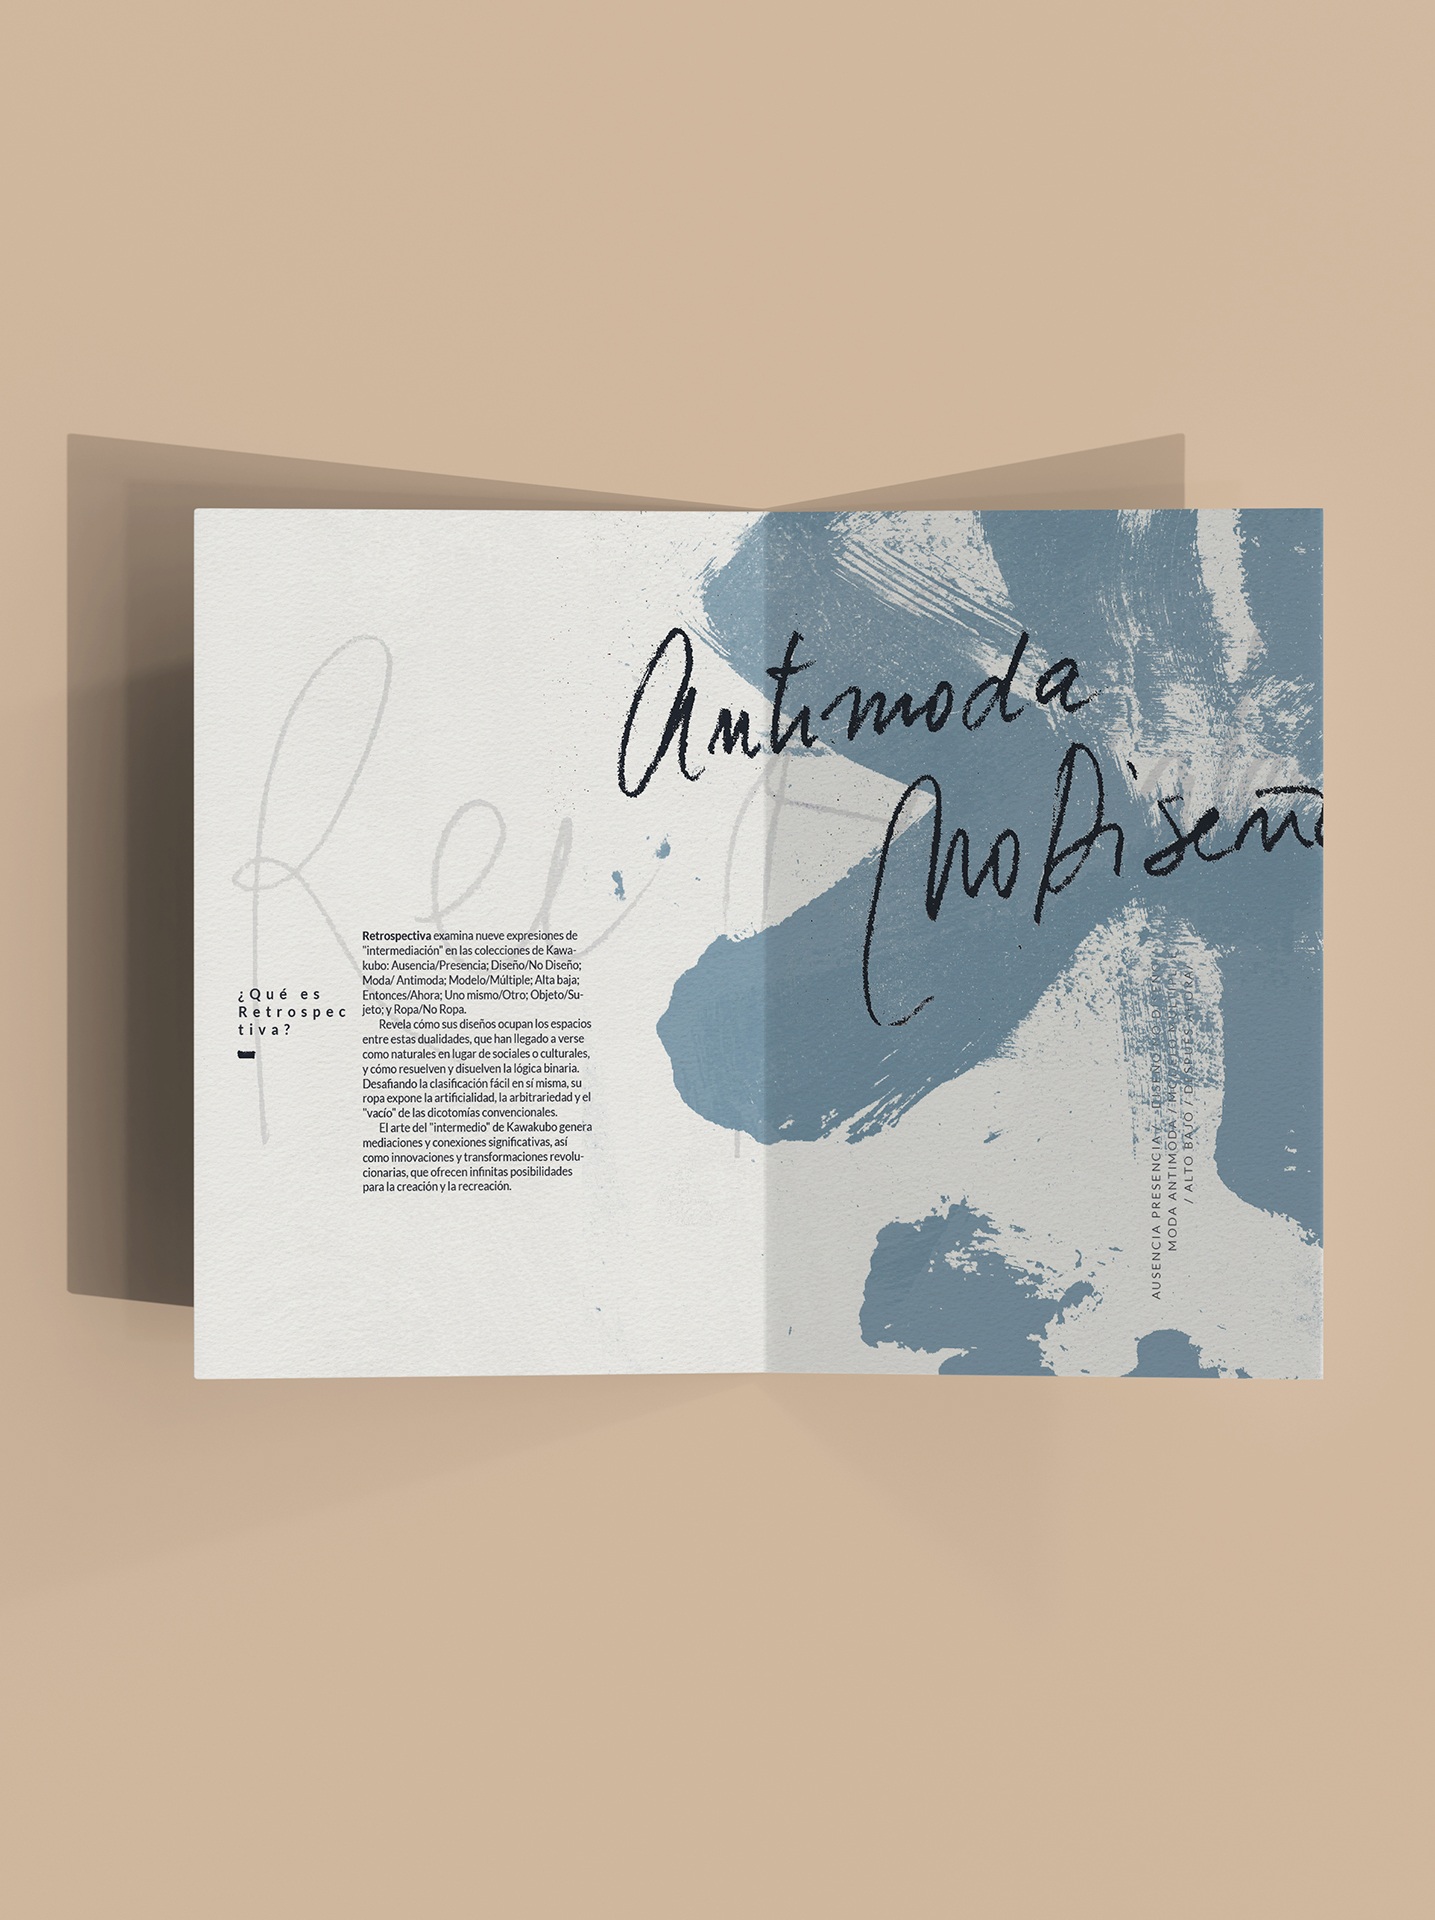 Antimoda
No Diseño
¿Qué es
Retrospec
tiva?
Retrospectiva examina nueve expresiones de
"intermediación" en las colecciones de Kawa-
kubo: Ausencia/Presencia; Diseño/No Diseño;
Moda/ Antimoda; Modelo/Múltiple; Alta baja;
Entonces/Ahora; Uno mismo/Otro; Objeto/Su-
jeto; y Ropa/No Ropa.
Revela cómo sus diseños ocupan los espacios
entre estas dualidades, que han llegado a verse
como naturales en lugar de sociales o culturales,
y cómo resuelven y disuelven la lógica binaria.
Desafiando la clasificación fácil en sí misma, su
ropa expone la artificialidad, la arbitrariedad y el
"vacío" de las dicotomías convencionales.
El arte del "intermedio" de Kawakubo genera
mediaciones y conexiones significativas, así
como innovaciones y transformaciones revolu-
cionarias, que ofrecen infinitas posibilidades
para la creación y la recreación.
AUSENCIA PRESENCIA / DISEÑO NO
MODA ANTIMODA / MODELO MÚLTIPLE
/ ALTO BAJO / DESPUÉS